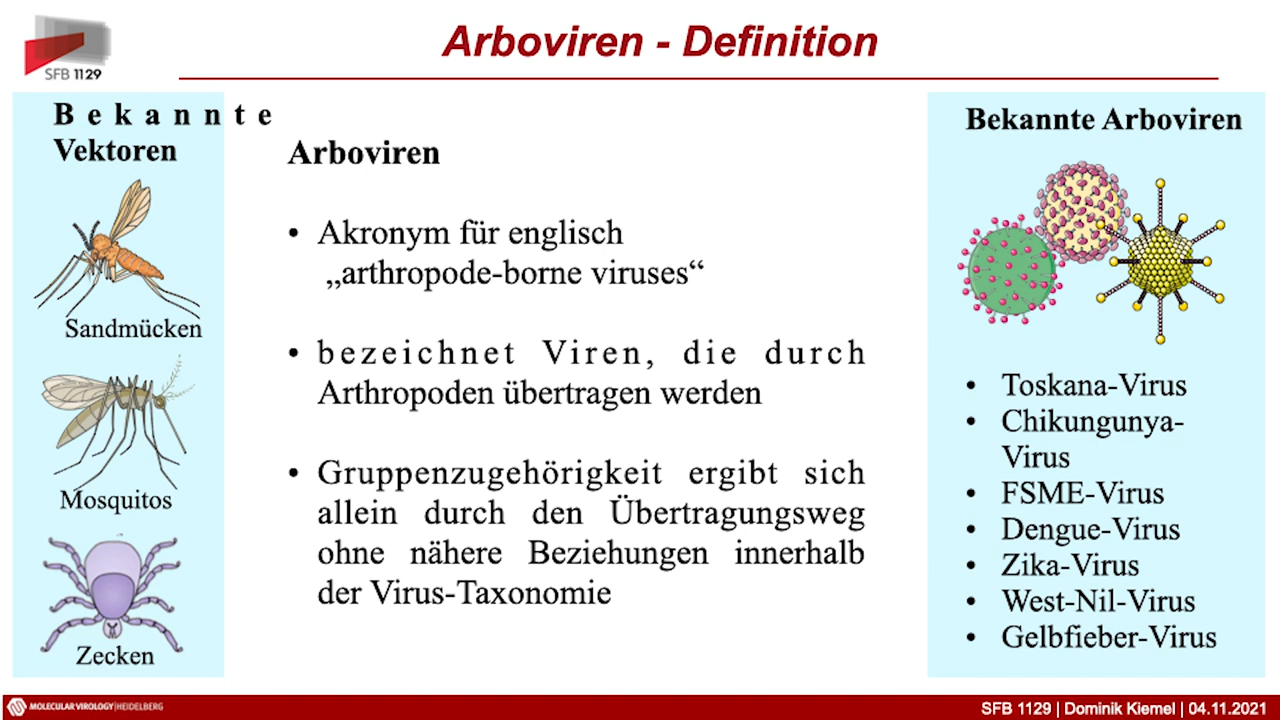 SFB 1129
Arboviren - Definition
Bekannte
Vektoren
Sandmücken
Mosquitos
Zecken
Arboviren
• Akronym für englisch
„arthropode-borne viruses“
• bezeichnet Viren, die durch
Arthropoden übertragen werden
• Gruppenzugehörigkeit ergibt sich
allein durch den Übertragungsweg
ohne nähere Beziehungen innerhalb
der Virus-Taxonomie
Bekannte Arboviren
• Toskana-Virus
• Chikungunya-
Virus
• FSME-Virus
• Dengue-Virus
• Zika-Virus
• West-Nil-Virus
• Gelbfieber-Virus
MOLECULAR VIROLOGY|HEIDELBERG
SFB 1129 | Dominik Kiemel | 04.11.2021